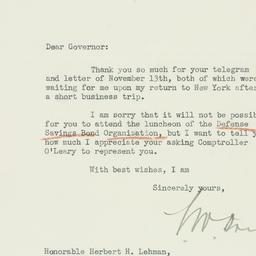 Dear Governor:
Thank you so much for your telegram
and letter of November 13th, both of which were
waiting for me upon my return to New York after
a short business trip.
I am sorry that it will not be possib
for you to attend the luncheon of the Defense
Savings Bond Organization, but I want to tell y
how much I appreciate your asking Comptroller
O'Leary to represent you.
With best wishes, I am
Sincerely yours,
Honorable Herbert H. Lehman,